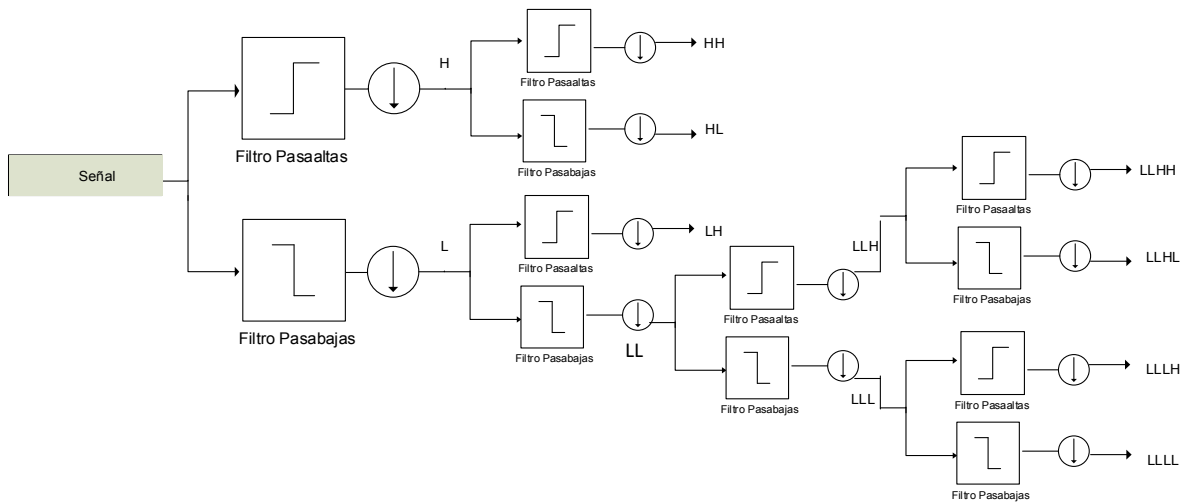 Señal
Filtro Pasaaltas
H
Filtro Pasaaltas
HH
Filtro Pasabajas
HL
Filtro Pasabajas
L
Filtro Pasaaltas
LH
Filtro Pasabajas
LL
Filtro Pasaaltas
LLH
Filtro Pasaaltas
LLHH
Filtro Pasabajas
LLHL
Filtro Pasabajas
LLL
Filtro Pasaaltas
LLLH
Filtro Pasabajas
LLLL